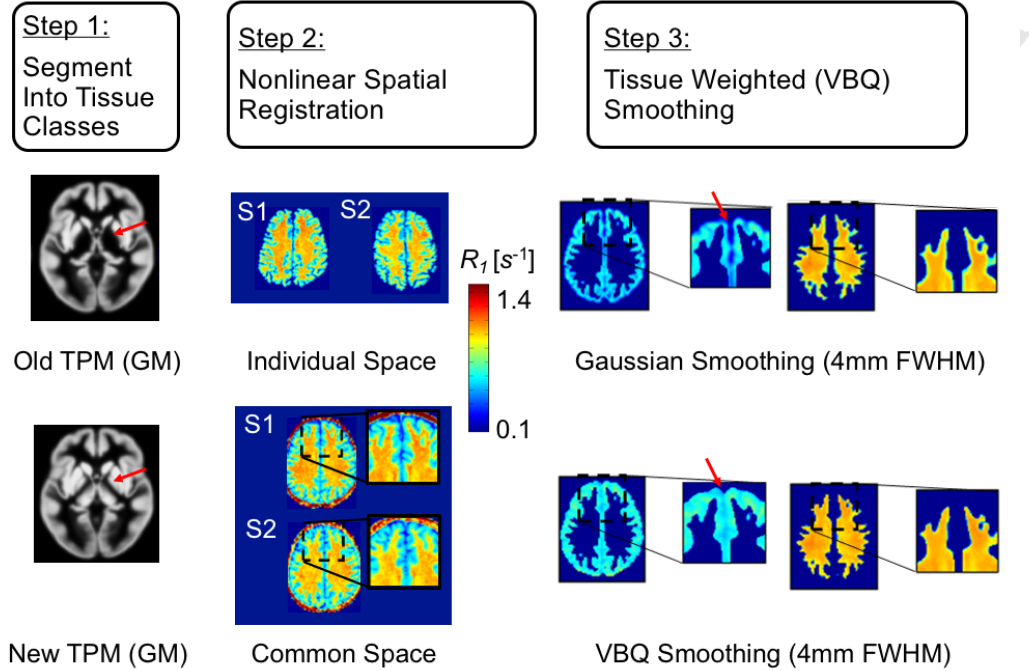 Step 1:
Segment
Into Tissue
Classes
Step 2:
Nonlinear Spatial
Registration
Step 3:
Tissue Weighted (VBQ)
Smoothing
S1
S2
R1 [s-1]
1.4
0.1
Old TPM (GM)
Individual Space
Gaussian Smoothing (4mm FWHM)
S1
S2
New TPM (GM)
Common Space
VBQ Smoothing (4mm FWHM)